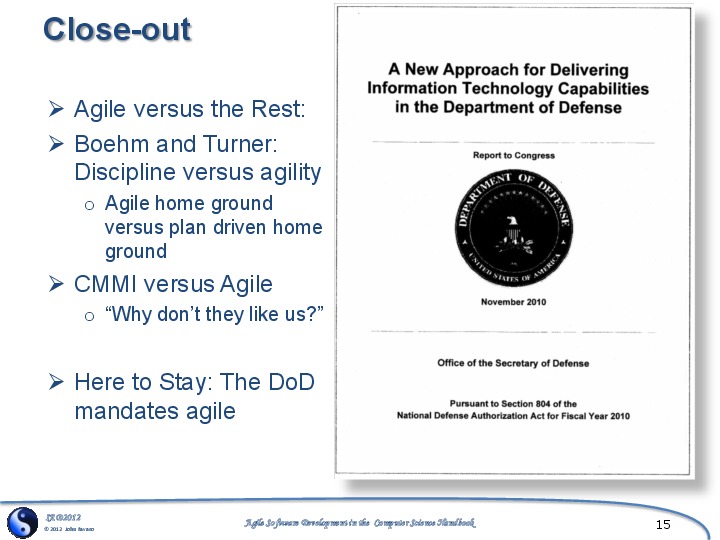 Close-out
Agile versus the Rest:
Boehm and Turner:
Discipline versus agility
Agile home ground
versus plan driven home
ground
CMMI versus Agile
“Why don’t they like us?”
Here to Stay: The DoD
mandates agile
A New Approach for Delivering
Information Technology Capabilities
in the Department of Defense
Report to Congress
DEPARTMENT OF DEFENSE
UNITED STATES OF AMERICA
November 2010
Office of the Secretary of Defense
Pursuant to Section 804 of the
National Defense Authorization Act for Fiscal Year 2010
© 2012 John Favaro
Agile Software Development in the Computer Science Handbook
15